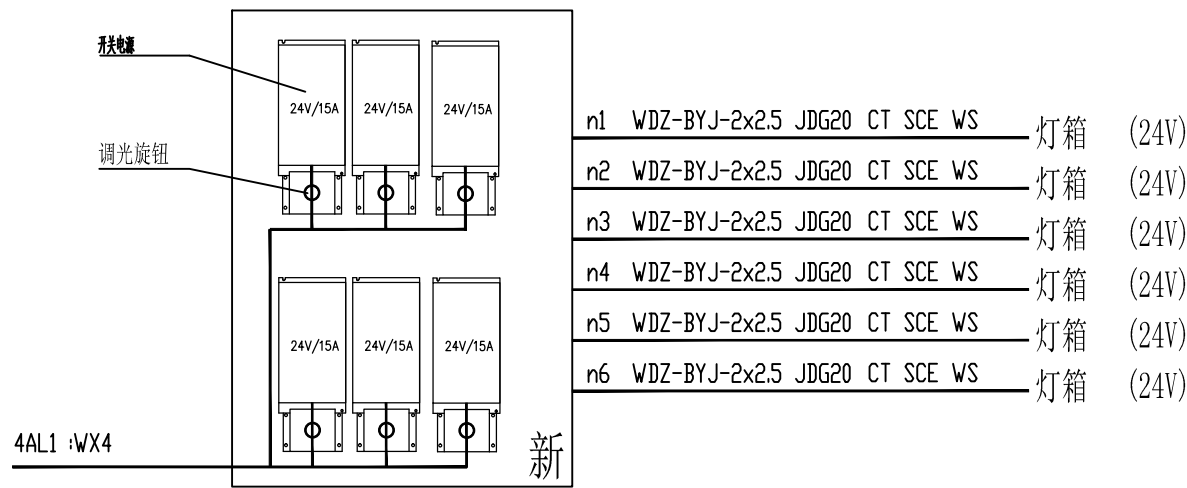 开关电源
24V/15A 24V/15A 24V/15A
调光旋钮
n1 WDZ-BYJ-2x2.5 JDG20 CT SCE WS 灯箱 (24V)
n2 WDZ-BYJ-2x2.5 JDG20 CT SCE WS 灯箱 (24V)
n3 WDZ-BYJ-2x2.5 JDG20 CT SCE WS 灯箱 (24V)
n4 WDZ-BYJ-2x2.5 JDG20 CT SCE WS 灯箱 (24V)
n5 WDZ-BYJ-2x2.5 JDG20 CT SCE WS 灯箱 (24V)
n6 WDZ-BYJ-2x2.5 JDG20 CT SCE WS 灯箱 (24V)
24V/15A 24V/15A 24V/15A
4AL1 :WX4
新